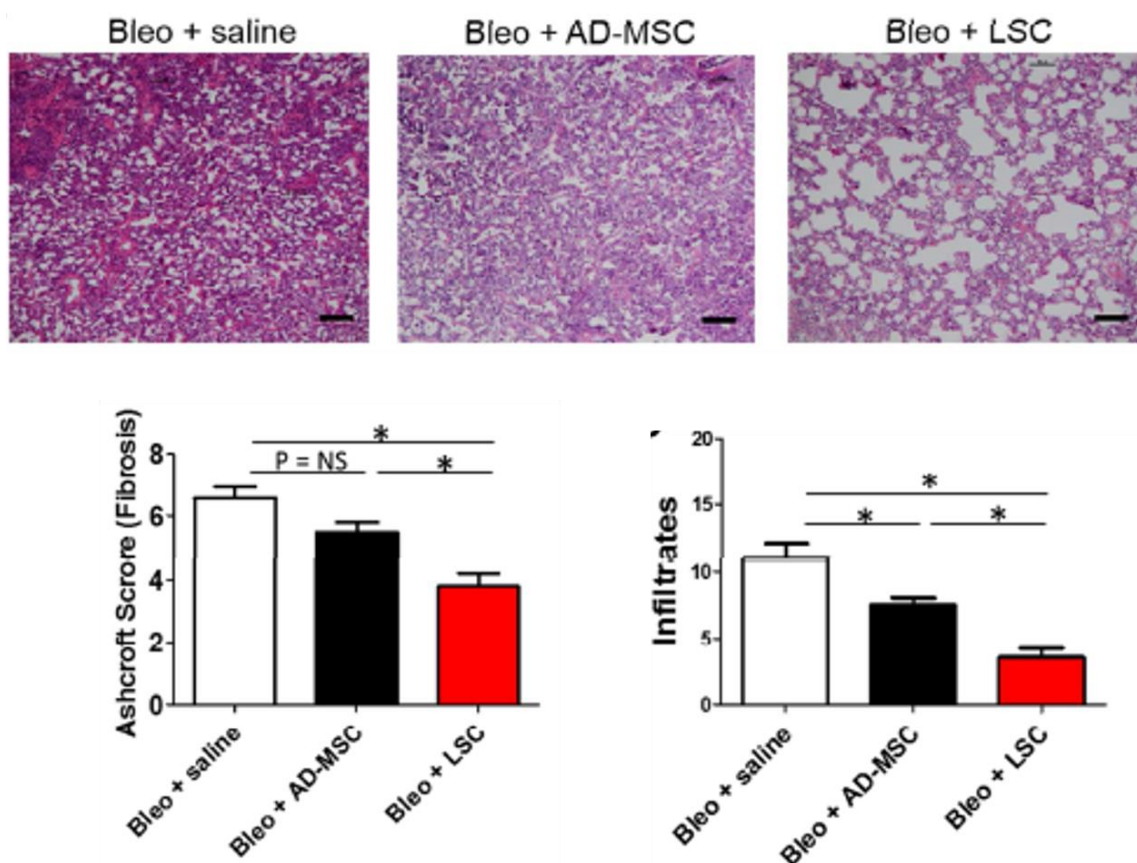 Bleo + saline
Bleo + AD-MSC
Bleo + LSC
Ashcroft Scrore (Fibrosis)
8
6
4
2
0
*
P = NS
*
Bleo + saline
Bleo + AD-MSC
Bleo + LSC
Infiltrates
20
15
10
5
0
*
*
*
Bleo + saline
Bleo + AD-MSC
Bleo + LSC